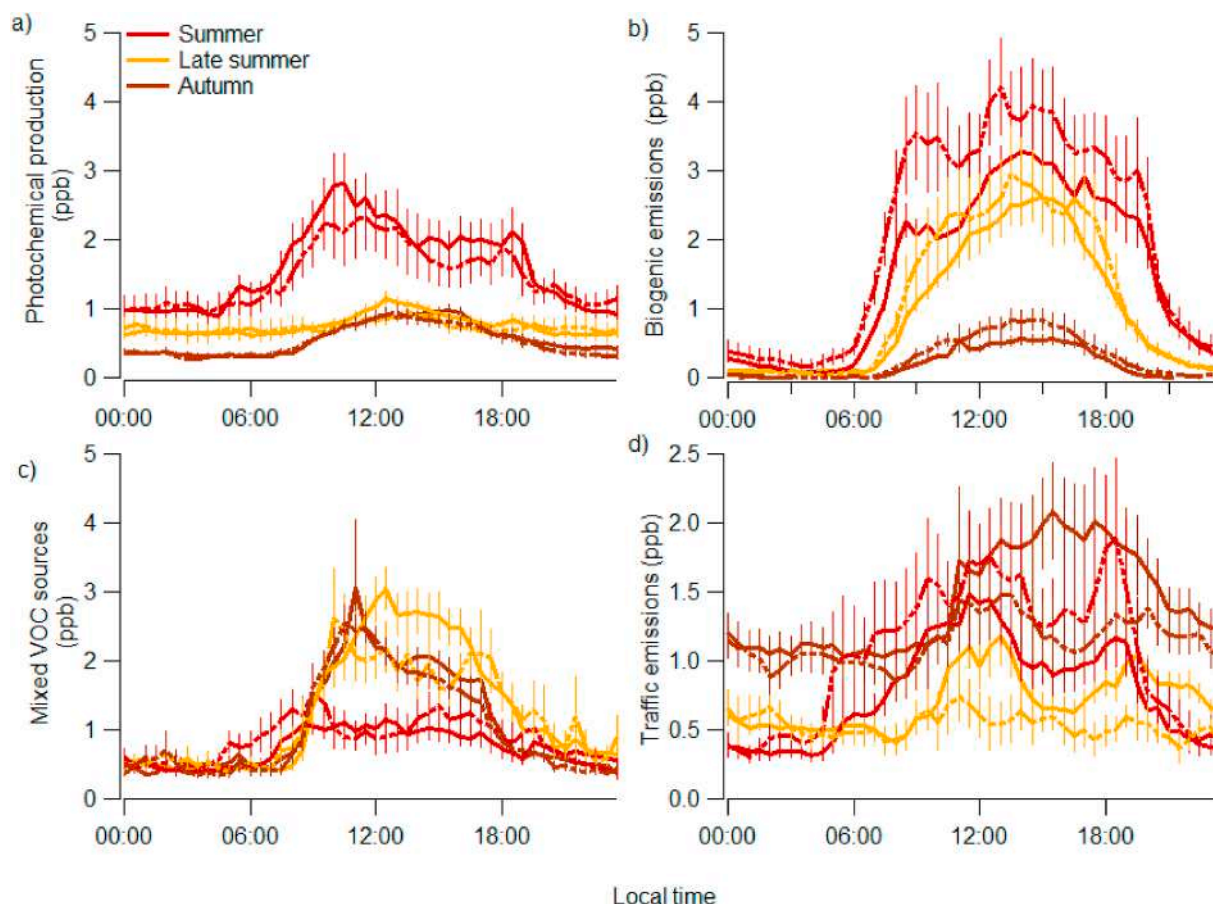 a)
Photochemical production
(ppb)
5
4
3
2
1
0
Summer
Late summer
Autumn
00:00 06:00 12:00 18:00
b)
Biogenic emissions (ppb)
5
4
3
2
1
0
00:00 06:00 12:00 18:00
c)
Mixed VOC sources
(ppb)
5
4
3
2
1
0
00:00 06:00 12:00 18:00
d)
Traffic emissions (ppb)
2.5
2.0
1.5
1.0
0.5
0.0
00:00 06:00 12:00 18:00
Local time